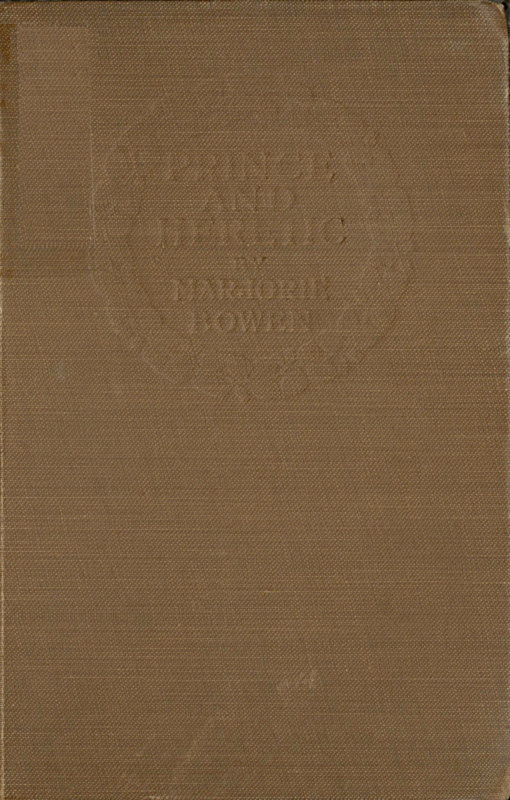 PRINCE
AND
HERETIC
BY
MARJORIE
BOWEN